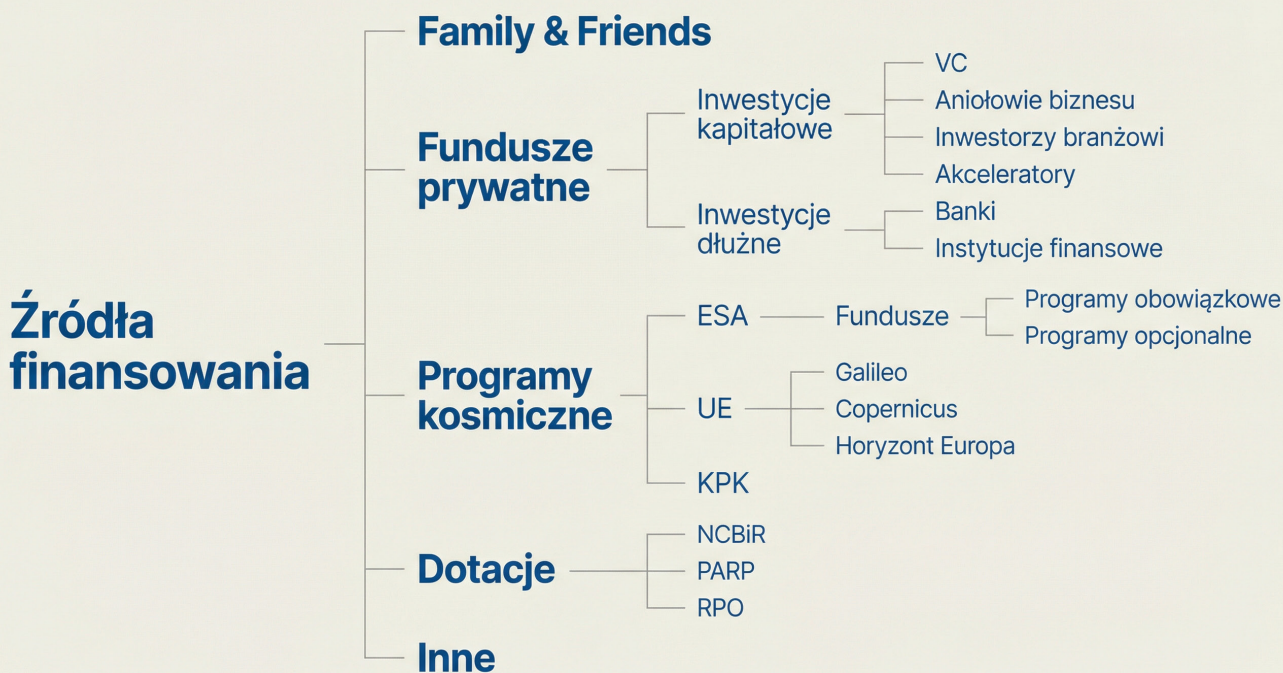 Źródła
finansowania
Family & Friends
Fundusze
prywatne
Inwestycje
kapitałowe
VC
Aniołowie biznesu
Inwestorzy branżowi
Akceleratory
Inwestycje
dłużne
Banki
Instytucje finansowe
Programy
kosmiczne
ESA
Fundusze
Programy obowiązkowe
Programy opcjonalne
UE
Galileo
Copernicus
Horyzont Europa
KPK
Dotacje
NCBiR
PARP
RPO
Inne